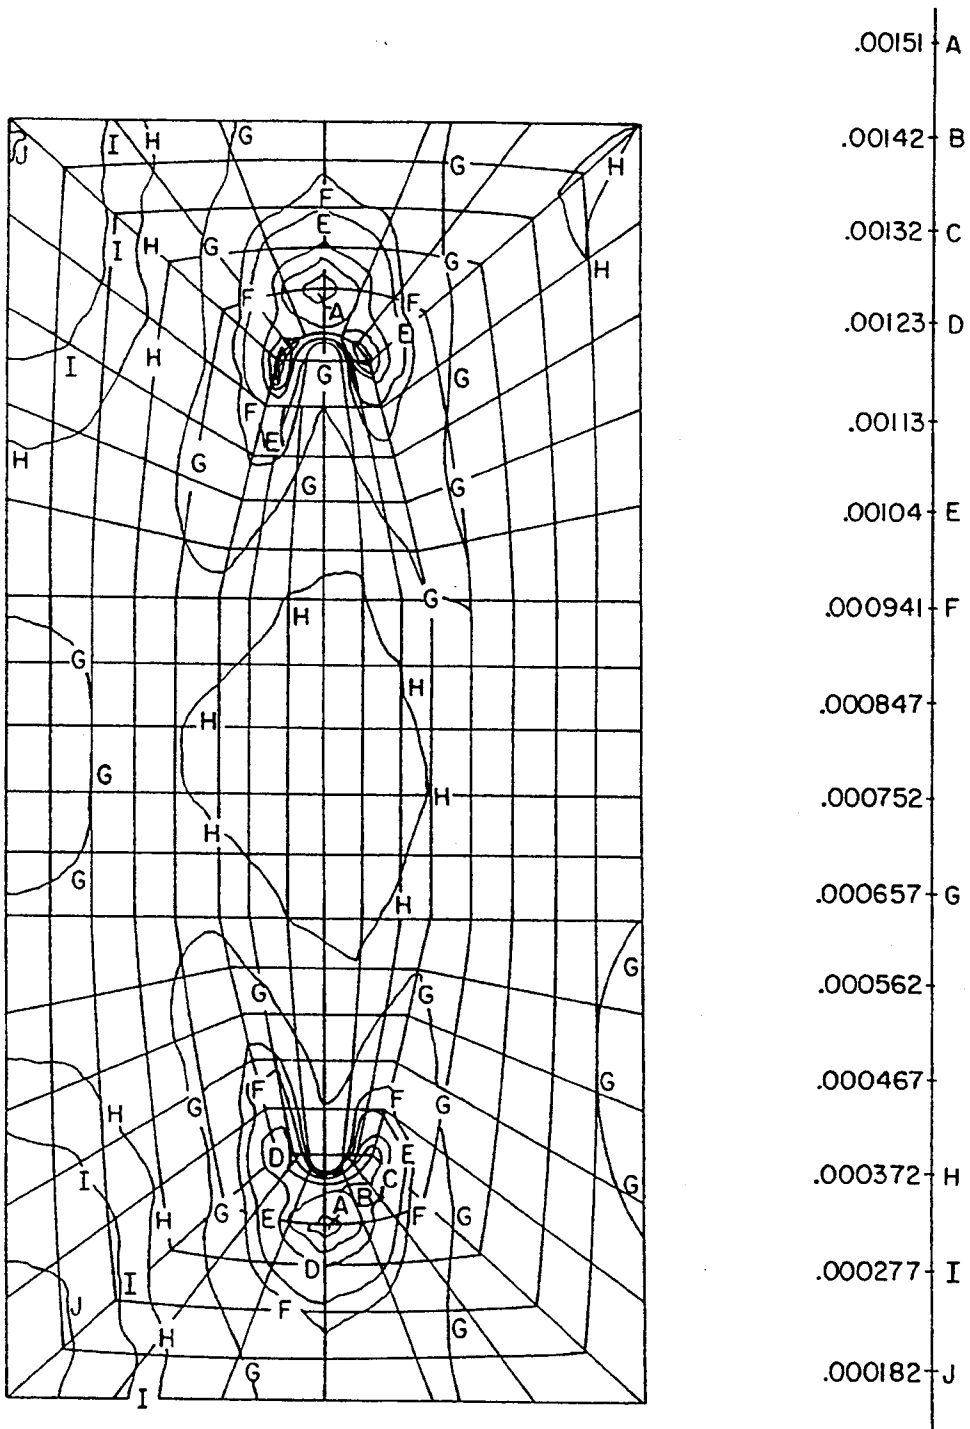 .00151 A
.00142 B
.00132 C
.00123 D
.00113
.00104 E
.000941 F
.000847
.000752
.000657 G
.000562
.000467
.000372 H
.000277 I
.000182 J
J I H G G H
F
E
I H G G H
F A F
E
I H G G
F
H E G G G
H G
G H
H
G H
H
G H
G H
G
G G
F F G
H G G
D E
I C
A B G
H G E F G
D
I
J F
H G
G
I